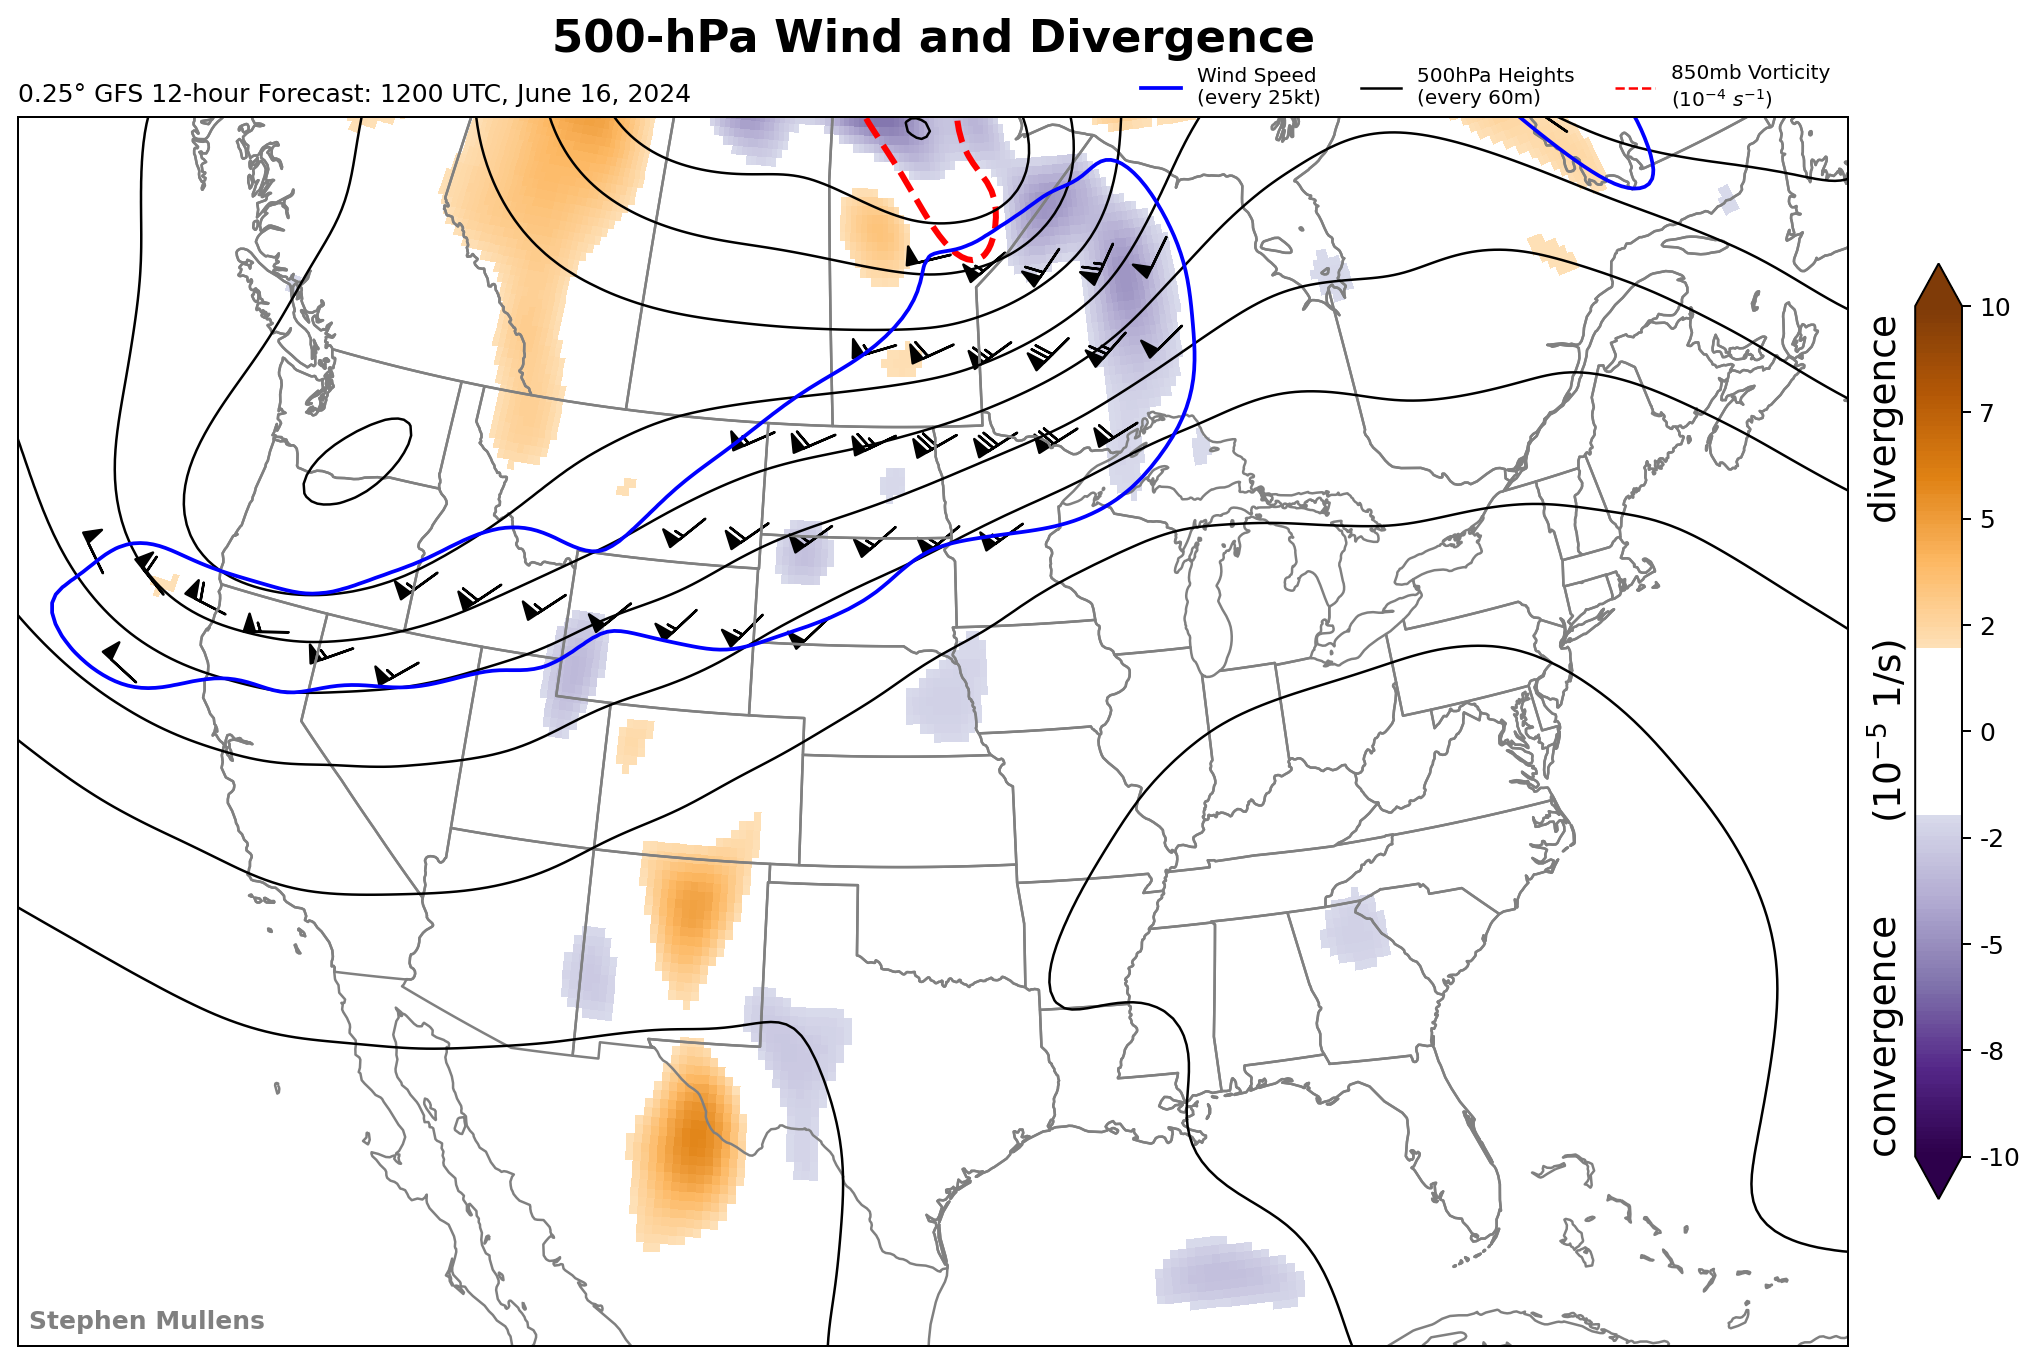 500-hPa Wind and Divergence
0.25° GFS 12-hour Forecast: 1200 UTC, June 16, 2024
Wind Speed
(every 25kt)
500hPa Heights
(every 60m)
850mb Vorticity
(10⁻⁴ s⁻¹)
10
7
5
2
0
-2
-5
-8
-10
convergence (10⁻⁵ 1/s) divergence
Stephen Mullens